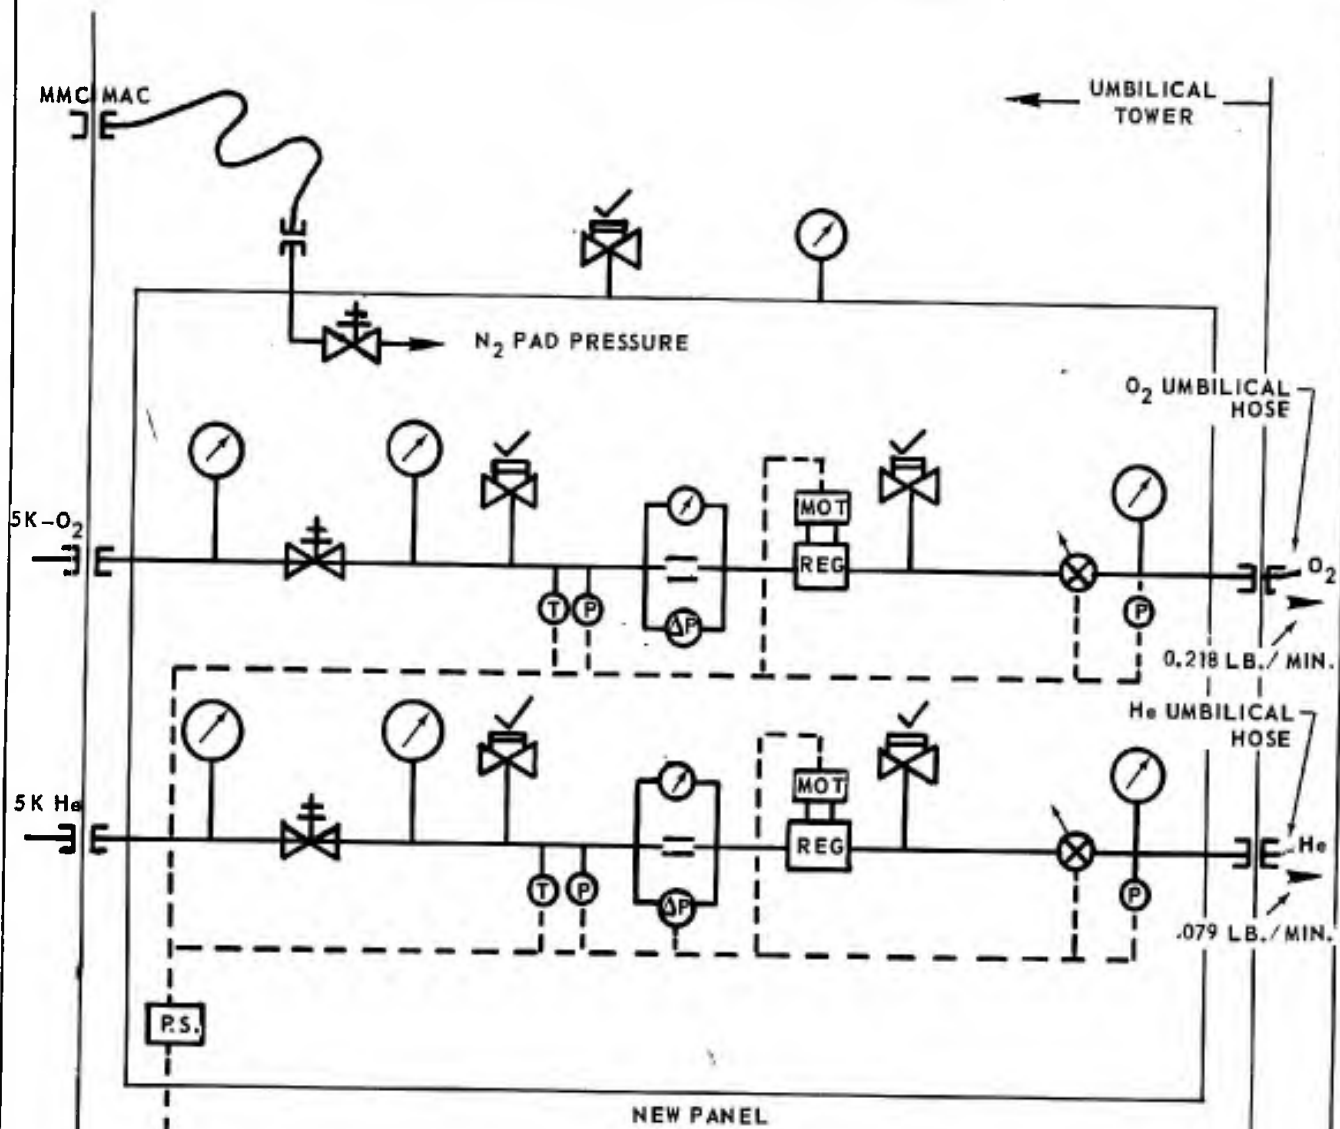 MMC MAC
UMBILICAL
TOWER
N2 PAD PRESSURE
O2 UMBILICAL
HOSE
5K-O2
MOT
REG
O2
T P
ΔP
P
0.218 LB./MIN.
He UMBILICAL
HOSE
5K He
MOT
REG
He
T P
ΔP
P
.079 LB./MIN.
P.S.
NEW PANEL